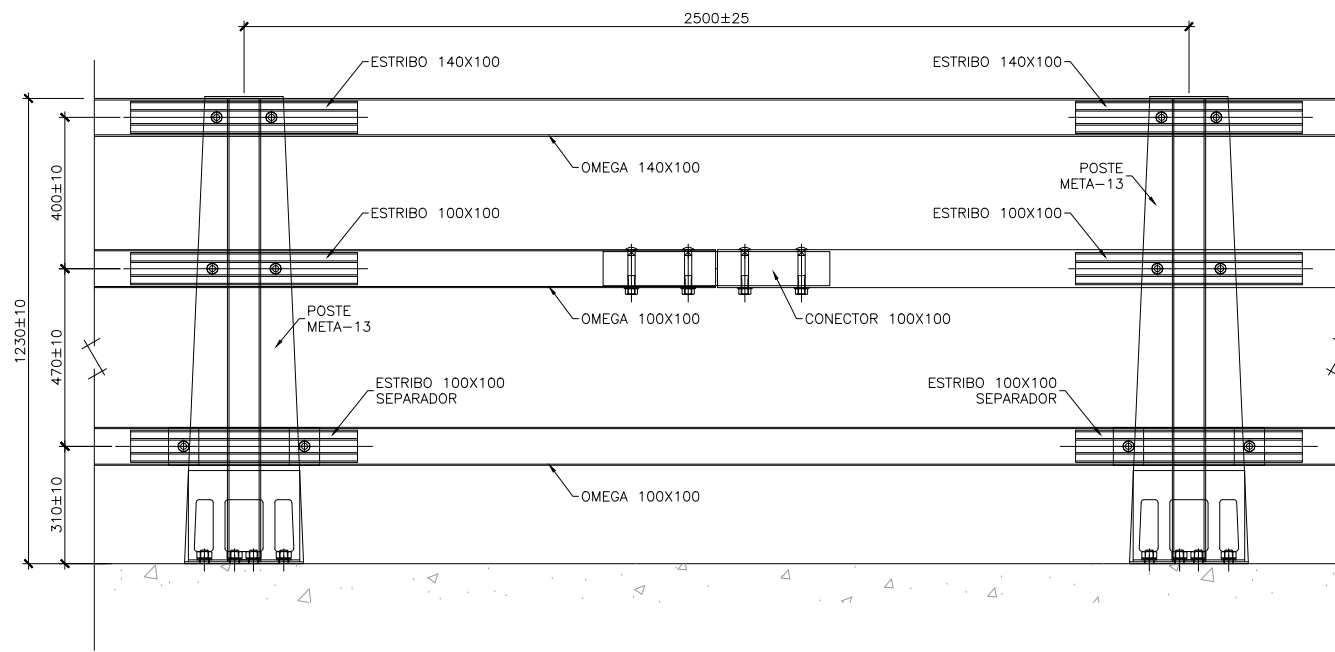 2500±25
ESTRIBO 140X100
ESTRIBO 140X100
OMEGA 140X100
POSTE
META-13
400±10
ESTRIBO 100X100
ESTRIBO 100X100
1230±10
POSTE
META-13
OMEGA 100X100
CONECTOR 100X100
470±10
ESTRIBO 100X100
SEPARADOR
ESTRIBO 100X100
SEPARADOR
OMEGA 100X100
310±10